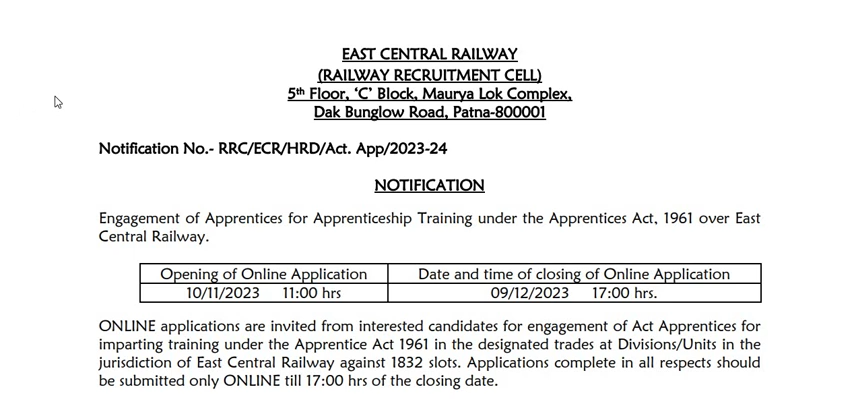 EAST CENTRAL RAILWAY
(RAILWAY RECRUITMENT CELL)
5th Floor, ‘C’ Block, Maurya Lok Complex,
Dak Bunglow Road, Patna-800001
Notification No.- RRC/ECR/HRD/Act. App/2023-24
NOTIFICATION
Engagement of Apprentices for Apprenticeship Training under the Apprentices Act, 1961 over East
Central Railway.
Opening of Online Application Date and time of closing of Online Application
10/11/2023 11:00 hrs 09/12/2023 17:00 hrs.
ONLINE applications are invited from interested candidates for engagement of Act Apprentices for
imparting training under the Apprentice Act 1961 in the designated trades at Divisions/Units in the
jurisdiction of East Central Railway against 1832 slots. Applications complete in all respects should
be submitted only ONLINE till 17:00 hrs of the closing date.